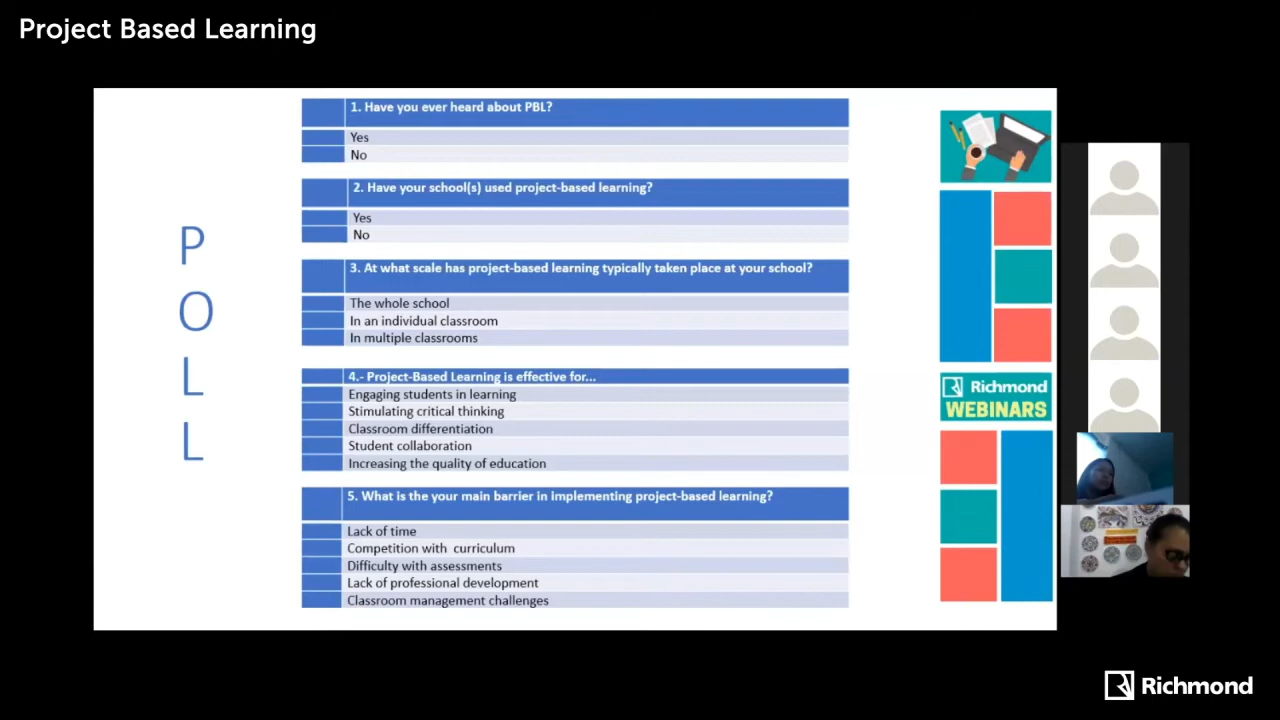 Project Based Learning
P
O
L
L
1. Have you ever heard about PBL?
Yes
No
2. Have your school(s) used project-based learning?
Yes
No
3. At what scale has project-based learning typically taken place at your school?
The whole school
In an individual classroom
In multiple classrooms
4.- Project-Based Learning is effective for...
Engaging students in learning
Stimulating critical thinking
Classroom differentiation
Student collaboration
Increasing the quality of education
5. What is the your main barrier in implementing project-based learning?
Lack of time
Competition with curriculum
Difficulty with assessments
Lack of professional development
Classroom management challenges
Richmond
WEBINARS
Richmond